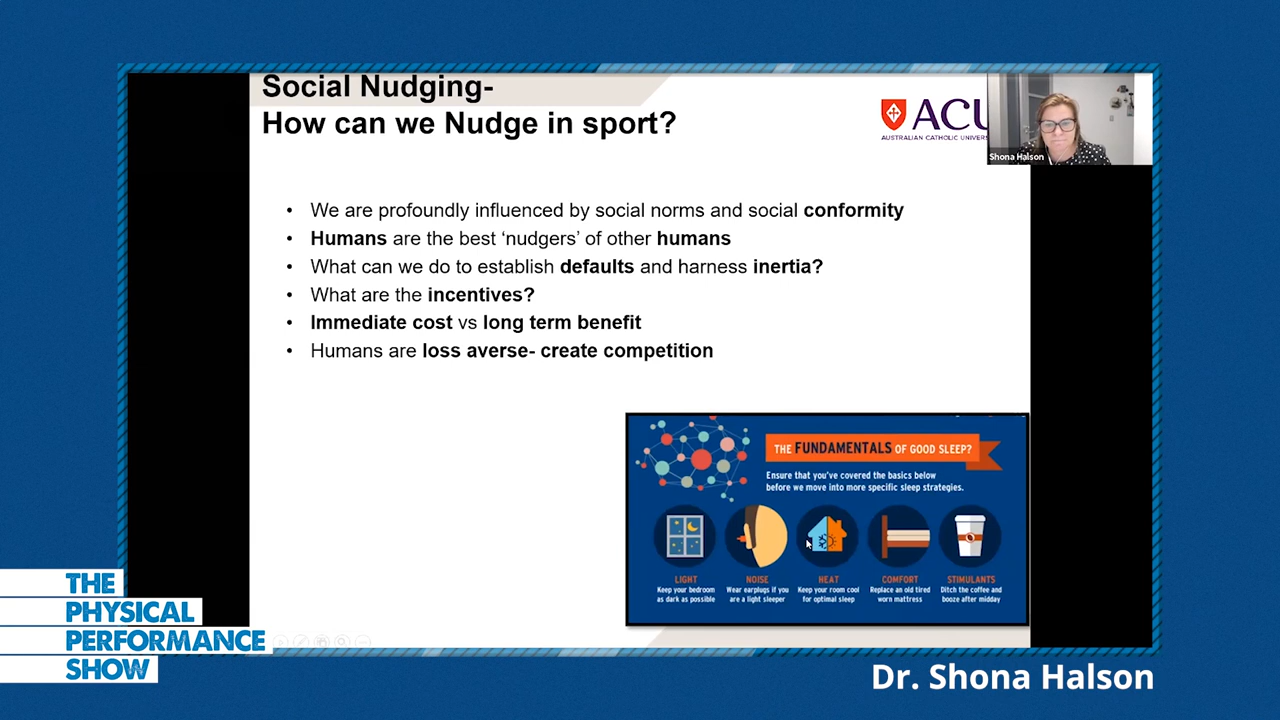 Social Nudging-
How can we Nudge in sport?
ACU
AUSTRALIAN CATHOLIC UNIVERS
Shona Halson
• We are profoundly influenced by social norms and social conformity
• Humans are the best ‘nudgers’ of other humans
• What can we do to establish defaults and harness inertia?
• What are the incentives?
• Immediate cost vs long term benefit
• Humans are loss averse- create competition
THE FUNDAMENTALS OF GOOD SLEEP?
Ensure that you've covered the basics below
before we move into more specific sleep strategies.
LIGHT
Keep your bedroom
as dark as possible
NOISE
Wear earplugs if you
are a light sleeper
HEAT
Keep your room cool
for optimal sleep
COMFORT
Replace an old tired
worn mattress
STIMULANTS
Ditch the coffee and
booze after midday
THE
PHYSICAL
PERFORMANCE
SHOW
Dr. Shona Halson